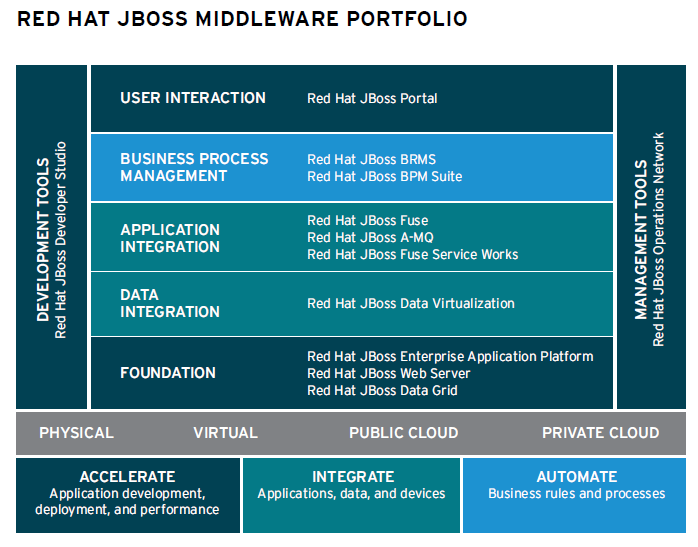 RED HAT JBOSS MIDDLEWARE PORTFOLIO
DEVELOPMENT TOOLS
Red Hat JBoss Developer Studio
USER INTERACTION
Red Hat JBoss Portal
BUSINESS PROCESS
MANAGEMENT
Red Hat JBoss BRMS
Red Hat JBoss BPM Suite
APPLICATION
INTEGRATION
Red Hat JBoss Fuse
Red Hat JBoss A-MQ
Red Hat JBoss Fuse Service Works
DATA
INTEGRATION
Red Hat JBoss Data Virtualization
FOUNDATION
Red Hat JBoss Enterprise Application Platform
Red Hat JBoss Web Server
Red Hat JBoss Data Grid
MANAGEMENT TOOLS
Red Hat JBoss Operations Network
PHYSICAL
VIRTUAL
PUBLIC CLOUD
PRIVATE CLOUD
ACCELERATE
Application development,
deployment, and performance
INTEGRATE
Applications, data, and devices
AUTOMATE
Business rules and processes